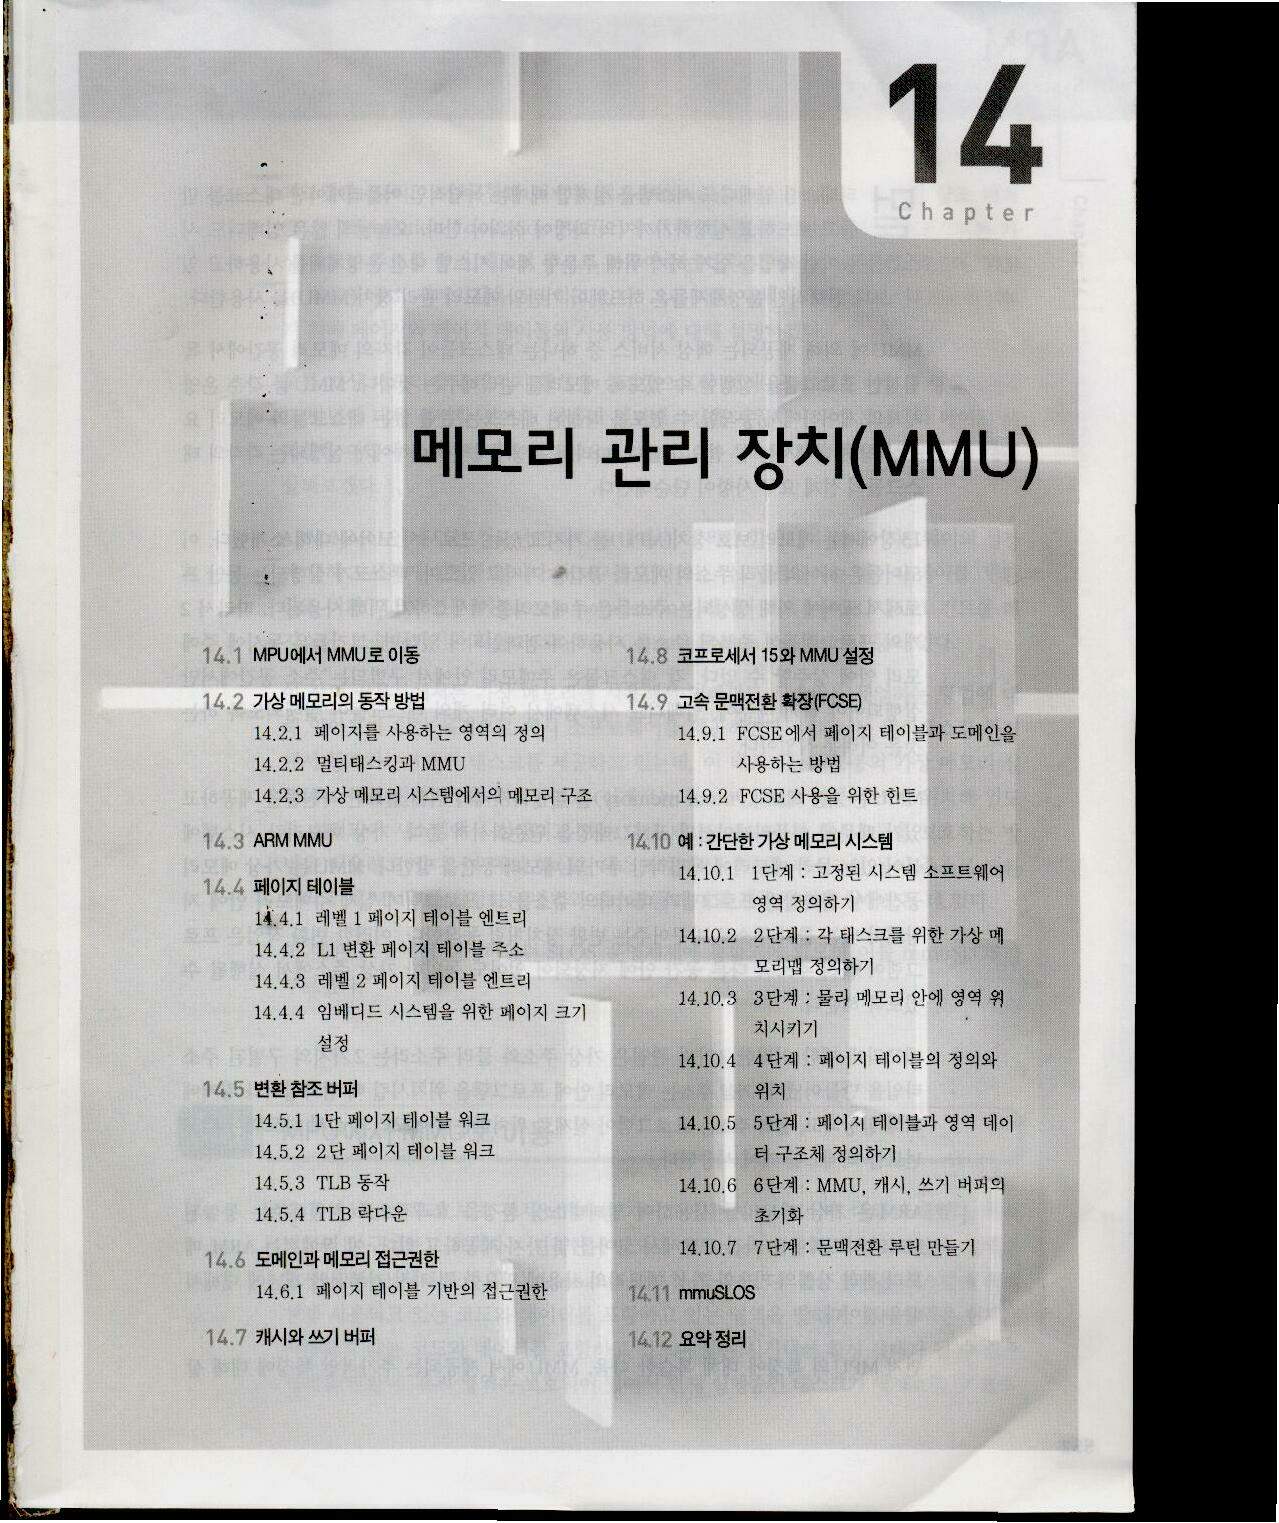 14
Chapter
메모리 관리 장치(MMU)
14.1 MPU에서 MMU로 이동
14.2 가상 메모리의 동작 방법
14.2.1 페이지를 사용하는 영역의 정의
14.2.2 멀티태스킹과 MMU
14.2.3 가상 메모리 시스템에서의 메모리 구조
14.3 ARM MMU
14.4 페이지 테이블
14.4.1 레벨 1 페이지 테이블 엔트리
14.4.2 L1 변환 페이지 테이블 주소
14.4.3 레벨 2 페이지 테이블 엔트리
14.4.4 임베디드 시스템을 위한 페이지 크기
설정
14.5 변환 참조 버퍼
14.5.1 1단 페이지 테이블 워크
14.5.2 2단 페이지 테이블 워크
14.5.3 TLB 동작
14.5.4 TLB 락다운
14.6 도메인과 메모리 접근권한
14.6.1 페이지 테이블 기반의 접근권한
14.7 캐시와 쓰기 버퍼
14.8 코프로세서 15와 MMU 설정
14.9 고속 문맥전환 확장(FCSE)
14.9.1 FCSE에서 페이지 테이블과 도메인을
사용하는 방법
14.9.2 FCSE 사용을 위한 힌트
14.10 예 : 간단한 가상 메모리 시스템
14.10.1 1단계 : 고정된 시스템 소프트웨어
영역 정의하기
14.10.2 2단계 : 각 태스크를 위한 가상 메
모리맵 정의하기
14.10.3 3단계 : 물리 메모리 안에 영역 위
치시키기
14.10.4 4단계 : 페이지 테이블의 정의와
위치
14.10.5 5단계 : 페이지 테이블과 영역 데이
터 구조체 정의하기
14.10.6 6단계 : MMU, 캐시, 쓰기 버퍼의
초기화
14.10.7 7단계 : 문맥전환 루틴 만들기
14.11 mmuSLOS
14.12 요약 정리